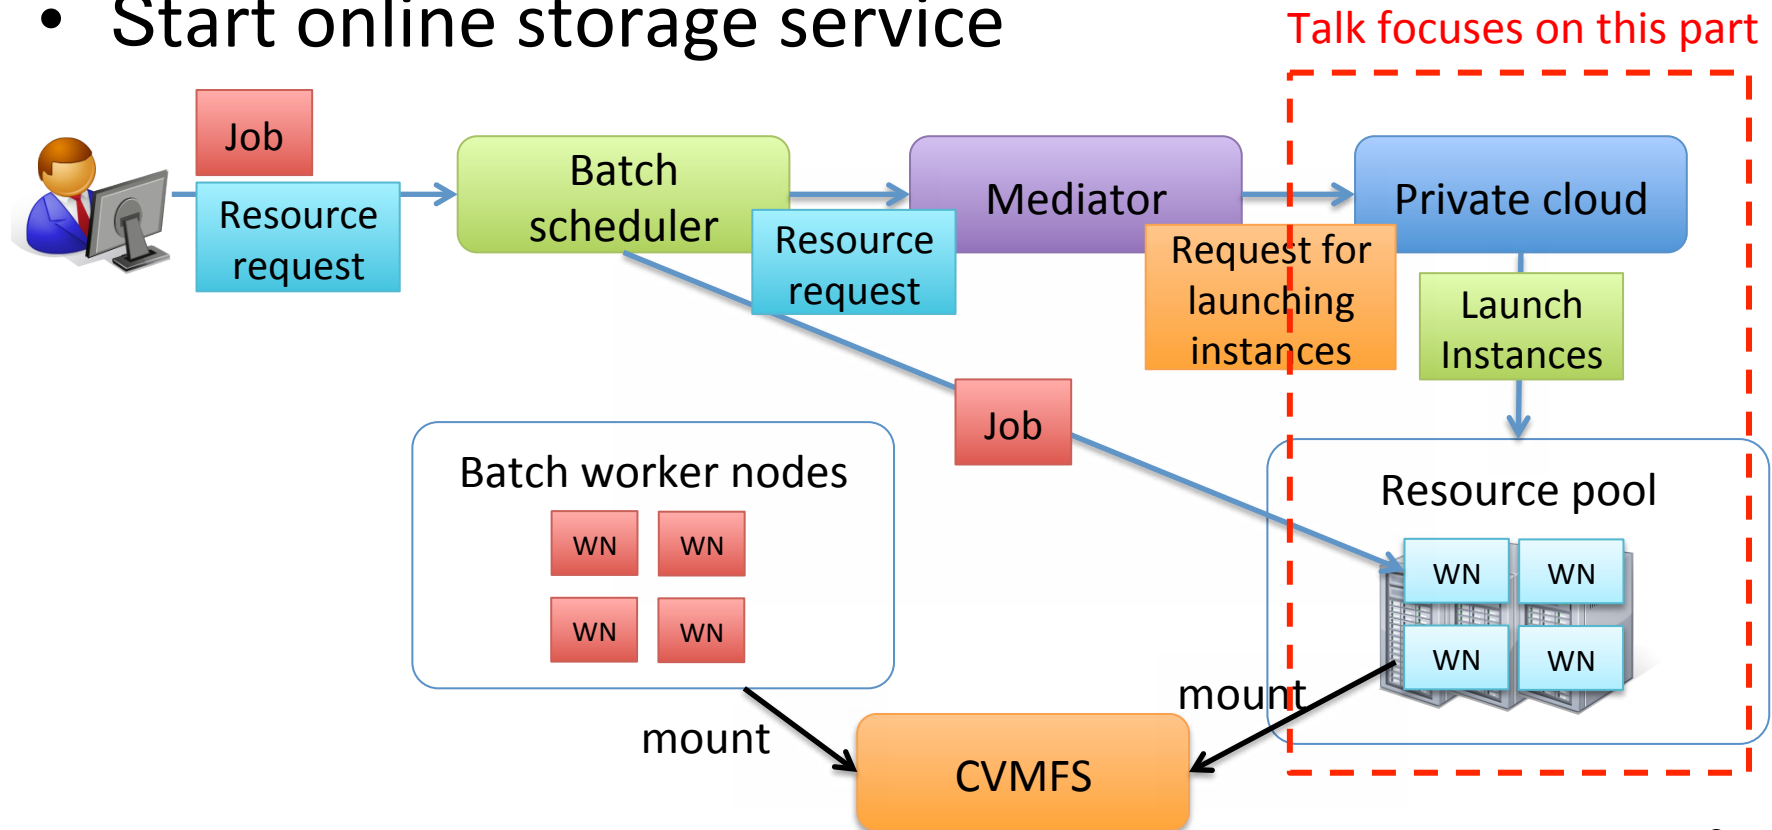 • Start online storage service
Talk focuses on this part
Job
Resource
request
Batch
scheduler
Resource
request
Mediator
Request for
launching
instances
Private cloud
Launch
Instances
Job
Batch worker nodes
WN WN
WN WN
Resource pool
WN WN
WN WN
mount
mount
CVMFS